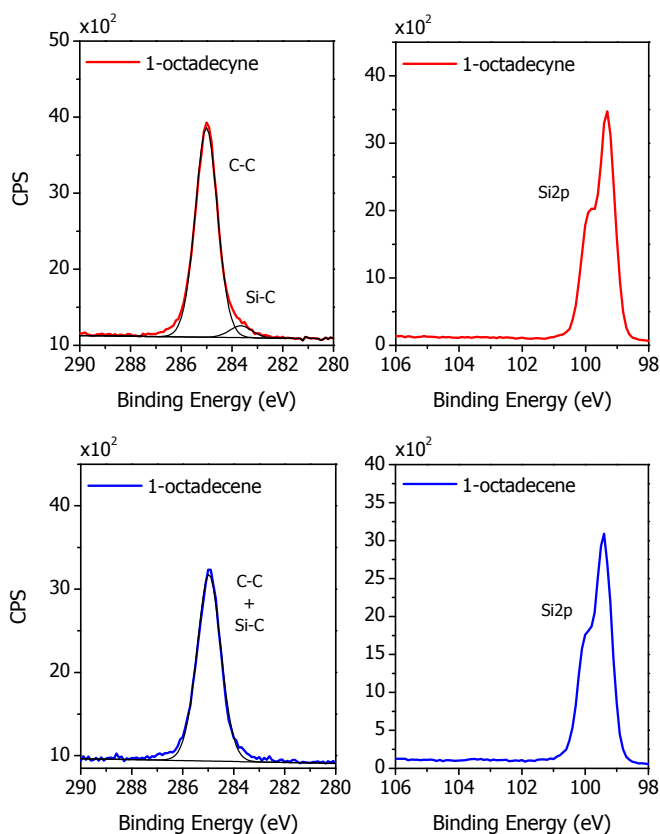 x10²
50
40
30
20
10
1-octadecyne
C-C
Si-C
CPS
290 288 286 284 282 280
Binding Energy (eV)
x10²
40
30
20
10
0
1-octadecyne
Si2p
106 104 102 100 98
Binding Energy (eV)
x10²
40
30
20
10
1-octadecene
C-C
+
Si-C
CPS
290 288 286 284 282 280
Binding Energy (eV)
x10²
40
35
30
25
20
15
10
5
0
1-octadecene
Si2p
106 104 102 100 98
Binding Energy (eV)